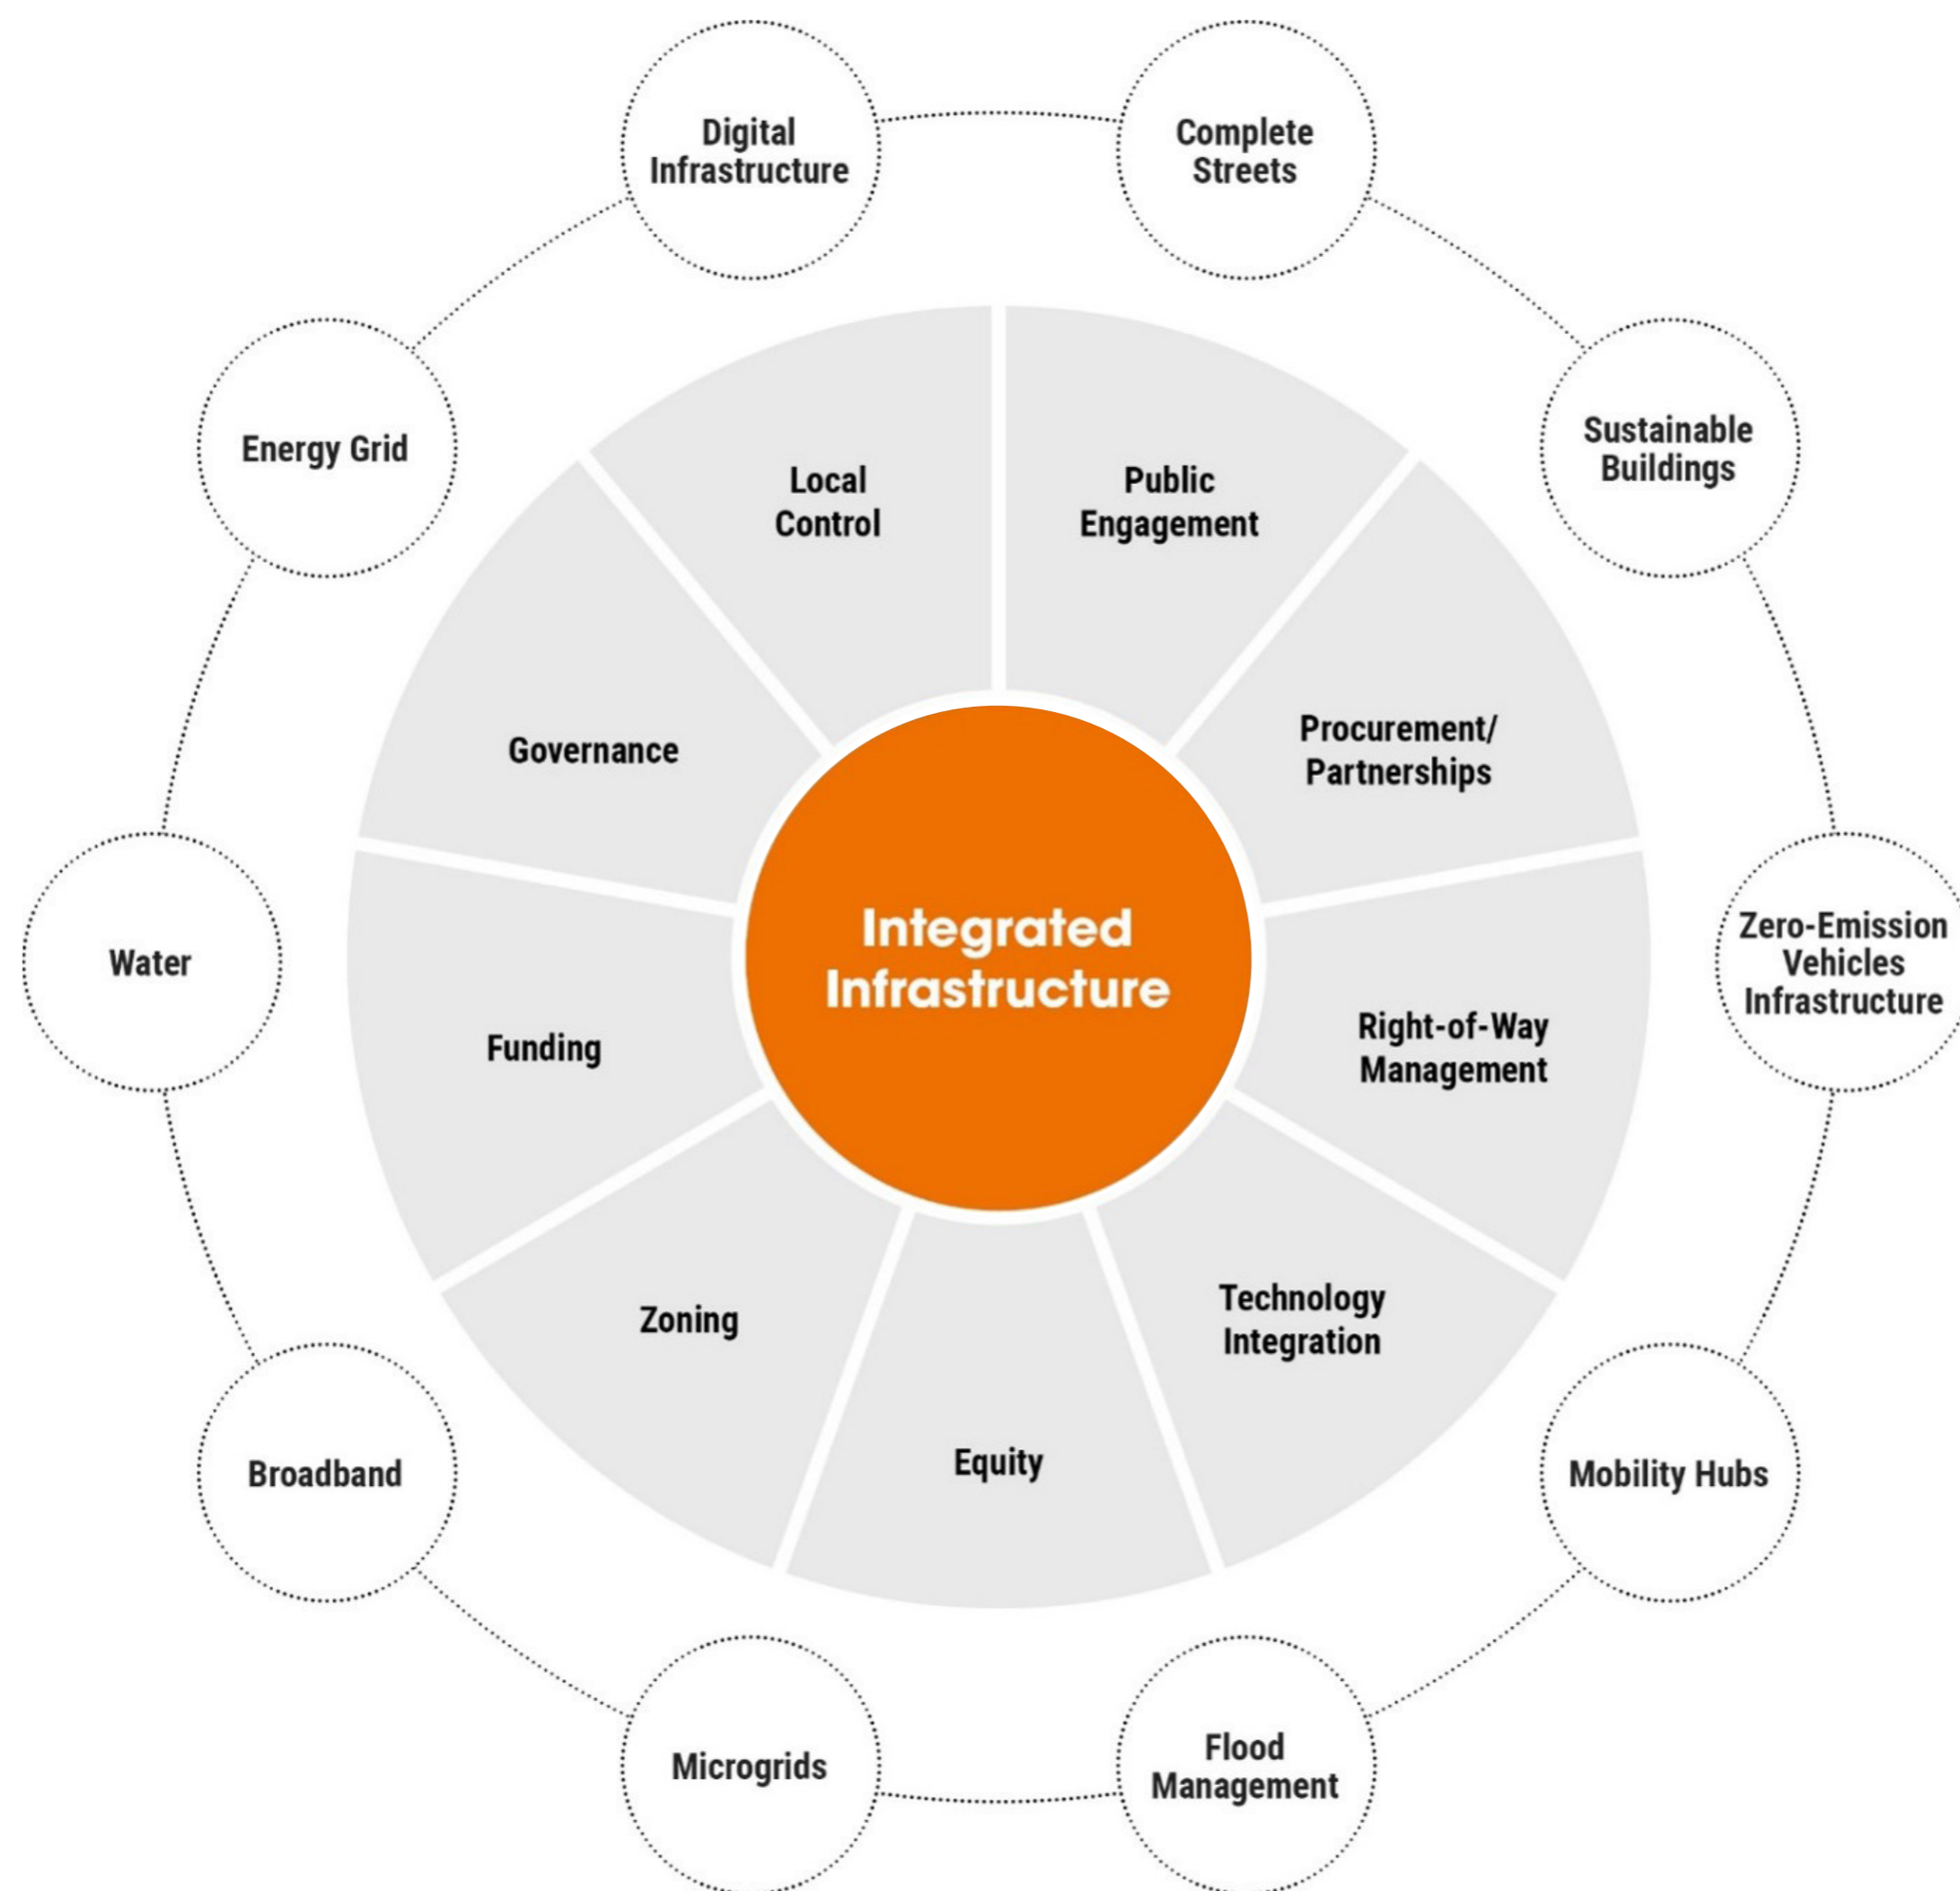 Digital
Infrastructure
Complete
Streets
Energy Grid
Sustainable
Buildings
Local
Control
Public
Engagement
Governance
Procurement/
Partnerships
Integrated
Infrastructure
Water
Zero-Emission
Vehicles
Infrastructure
Funding
Right-of-Way
Management
Zoning
Technology
Integration
Equity
Broadband
Mobility Hubs
Microgrids
Flood
Management